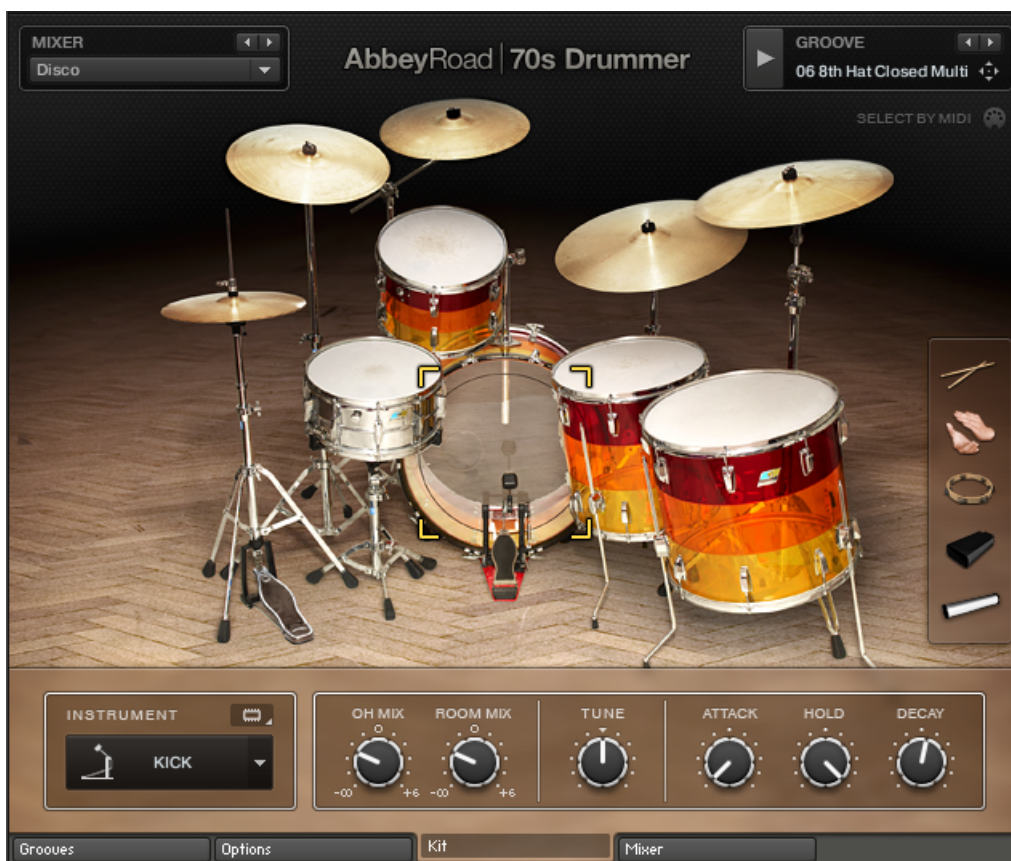 MIXER
Disco
AbbeyRoad | 70s Drummer
GROOVE
06 8th Hat Closed Multi
SELECT BY MIDI
INSTRUMENT
KICK
OH MIX
ROOM MIX
TUNE
ATTACK
HOLD
DECAY
-∞ +6 -∞ +6
Grooves
Options
Kit
Mixer